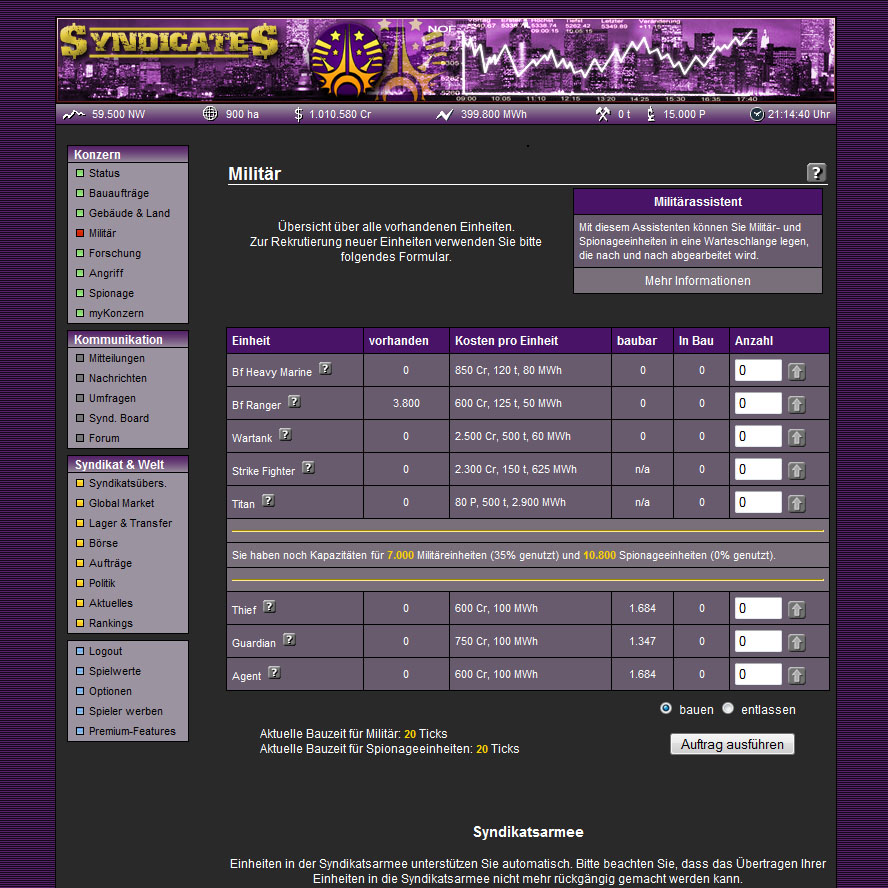 SYNDICATES
59.500 NW 900 ha 1.010.580 Cr 399.800 MWh 0 t 15.000 P 21:14:40 Uhr
Konzern
Status
Bauaufträge
Gebäude & Land
Militär
Forschung
Angriff
Spionage
myKonzern
Kommunikation
Mitteilungen
Nachrichten
Umfragen
Synd. Board
Forum
Syndikat & Welt
Syndikatsübers.
Global Market
Lager & Transfer
Börse
Aufträge
Politik
Aktuelles
Rankings
Logout
Spielwerte
Optionen
Spieler werben
Premium-Features
Militär ?
Übersicht über alle vorhandenen Einheiten.
Zur Rekrutierung neuer Einheiten verwenden Sie bitte
folgendes Formular.
Militärassistent
Mit diesem Assistenten können Sie Militär- und
Spionageeinheiten in eine Warteschlange legen,
die nach und nach abgearbeitet wird.
Mehr Informationen
Einheit vorhanden Kosten pro Einheit baubar In Bau Anzahl
Bf Heavy Marine ? 0 850 Cr, 120 t, 80 MWh 0 0 0
Bf Ranger ? 3.800 600 Cr, 125 t, 50 MWh 0 0 0
Wartank ? 0 2.500 Cr, 500 t, 60 MWh 0 0 0
Strike Fighter ? 0 2.300 Cr, 150 t, 625 MWh n/a 0 0
Titan ? 0 80 P, 500 t, 2.900 MWh n/a 0 0
Sie haben noch Kapazitäten für 7.000 Militäreinheiten (35% genutzt) und 10.800 Spionageeinheiten (0% genutzt).
Thief ? 0 600 Cr, 100 MWh 1.684 0 0
Guardian ? 0 750 Cr, 100 MWh 1.347 0 0
Agent ? 0 600 Cr, 100 MWh 1.684 0 0
bauen entlassen
Aktuelle Bauzeit für Militär: 20 Ticks
Aktuelle Bauzeit für Spionageeinheiten: 20 Ticks
Auftrag ausführen
Syndikatsarmee
Einheiten in der Syndikatsarmee unterstützen Sie automatisch. Bitte beachten Sie, dass das Übertragen Ihrer
Einheiten in die Syndikatsarmee nicht mehr rückgängig gemacht werden kann.